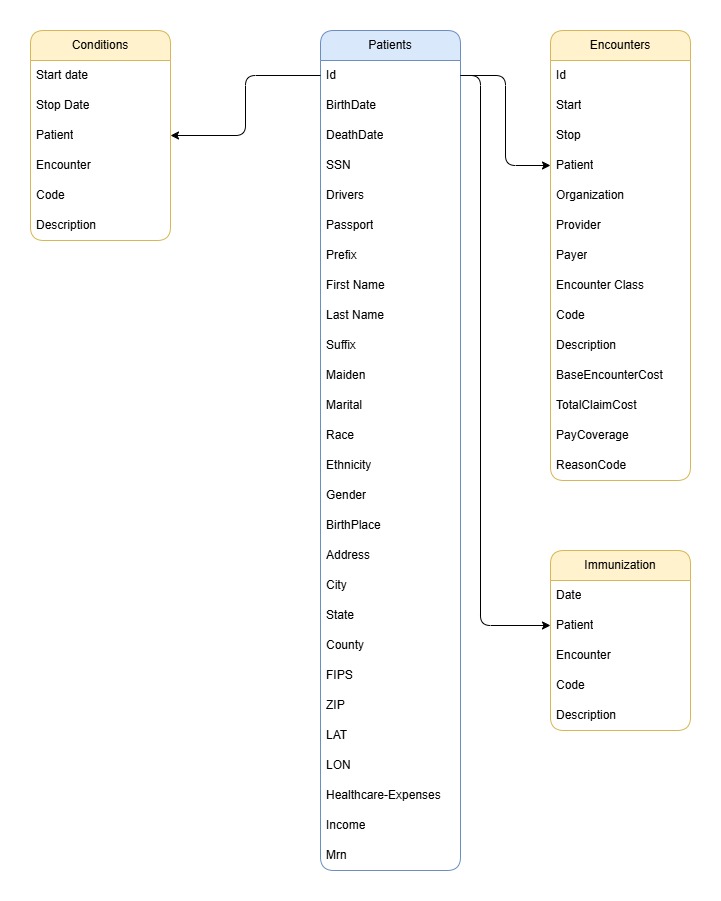 Conditions
Start date
Stop Date
Patient
Encounter
Code
Description
Patients
Id
BirthDate
DeathDate
SSN
Drivers
Passport
Prefix
First Name
Last Name
Suffix
Maiden
Marital
Race
Ethnicity
Gender
BirthPlace
Address
City
State
County
FIPS
ZIP
LAT
LON
Healthcare-Expenses
Income
Mrn
Encounters
Id
Start
Stop
Patient
Organization
Provider
Payer
Encounter Class
Code
Description
BaseEncounterCost
TotalClaimCost
PayCoverage
ReasonCode
Immunization
Date
Patient
Encounter
Code
Description